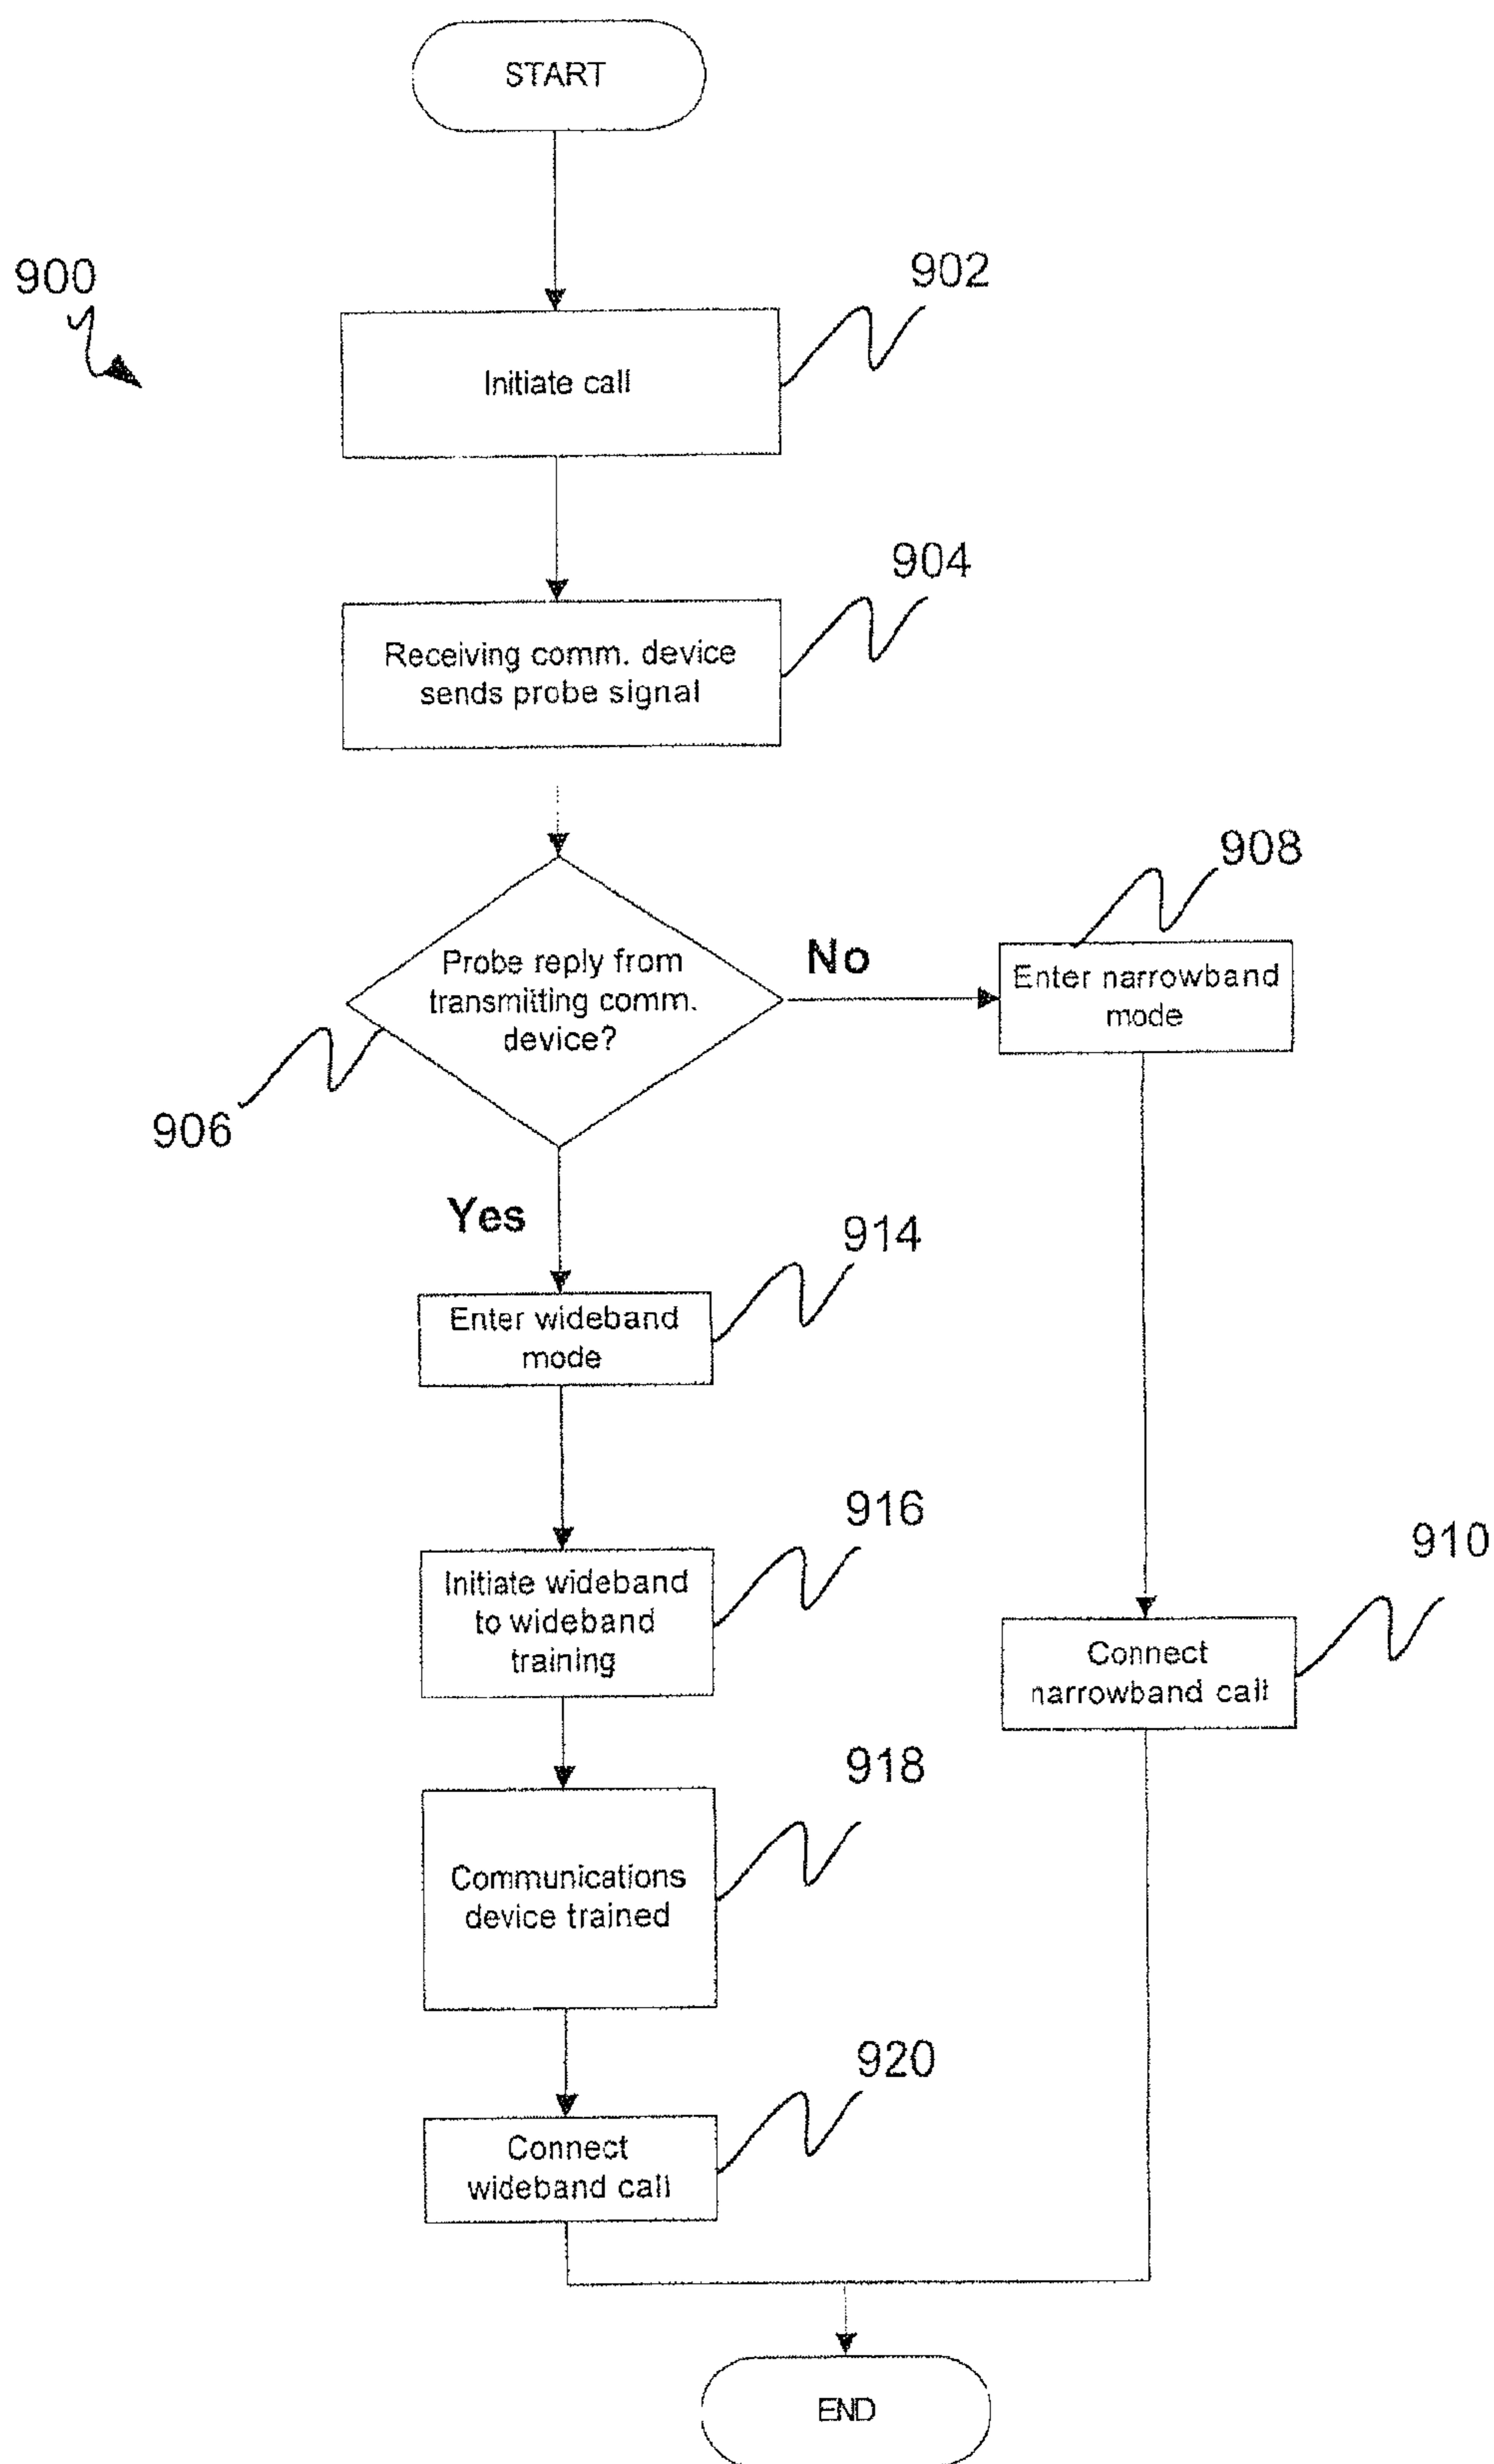 START
900
902
Initiate call
904
Receiving comm. device
sends probe signal
908
Probe reply from
transmitting comm.
device?
No
Enter narrowband
mode
906
Yes
914
Enter wideband
mode
916
Initiate wideband
to wideband
training
910
Connect
narrowband call
918
Communications
device trained
920
Connect
wideband call
END